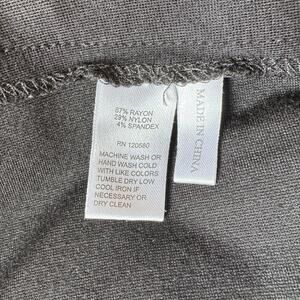 67% RAYON
29% NYLON
4% SPANDEX
RN 120580
MACHINE WASH OR
HAND WASH COLD
WITH LIKE COLORS
TUMBLE DRY LOW
COOL IRON IF
NECESSARY OR
DRY CLEAN
MADE IN CHINA